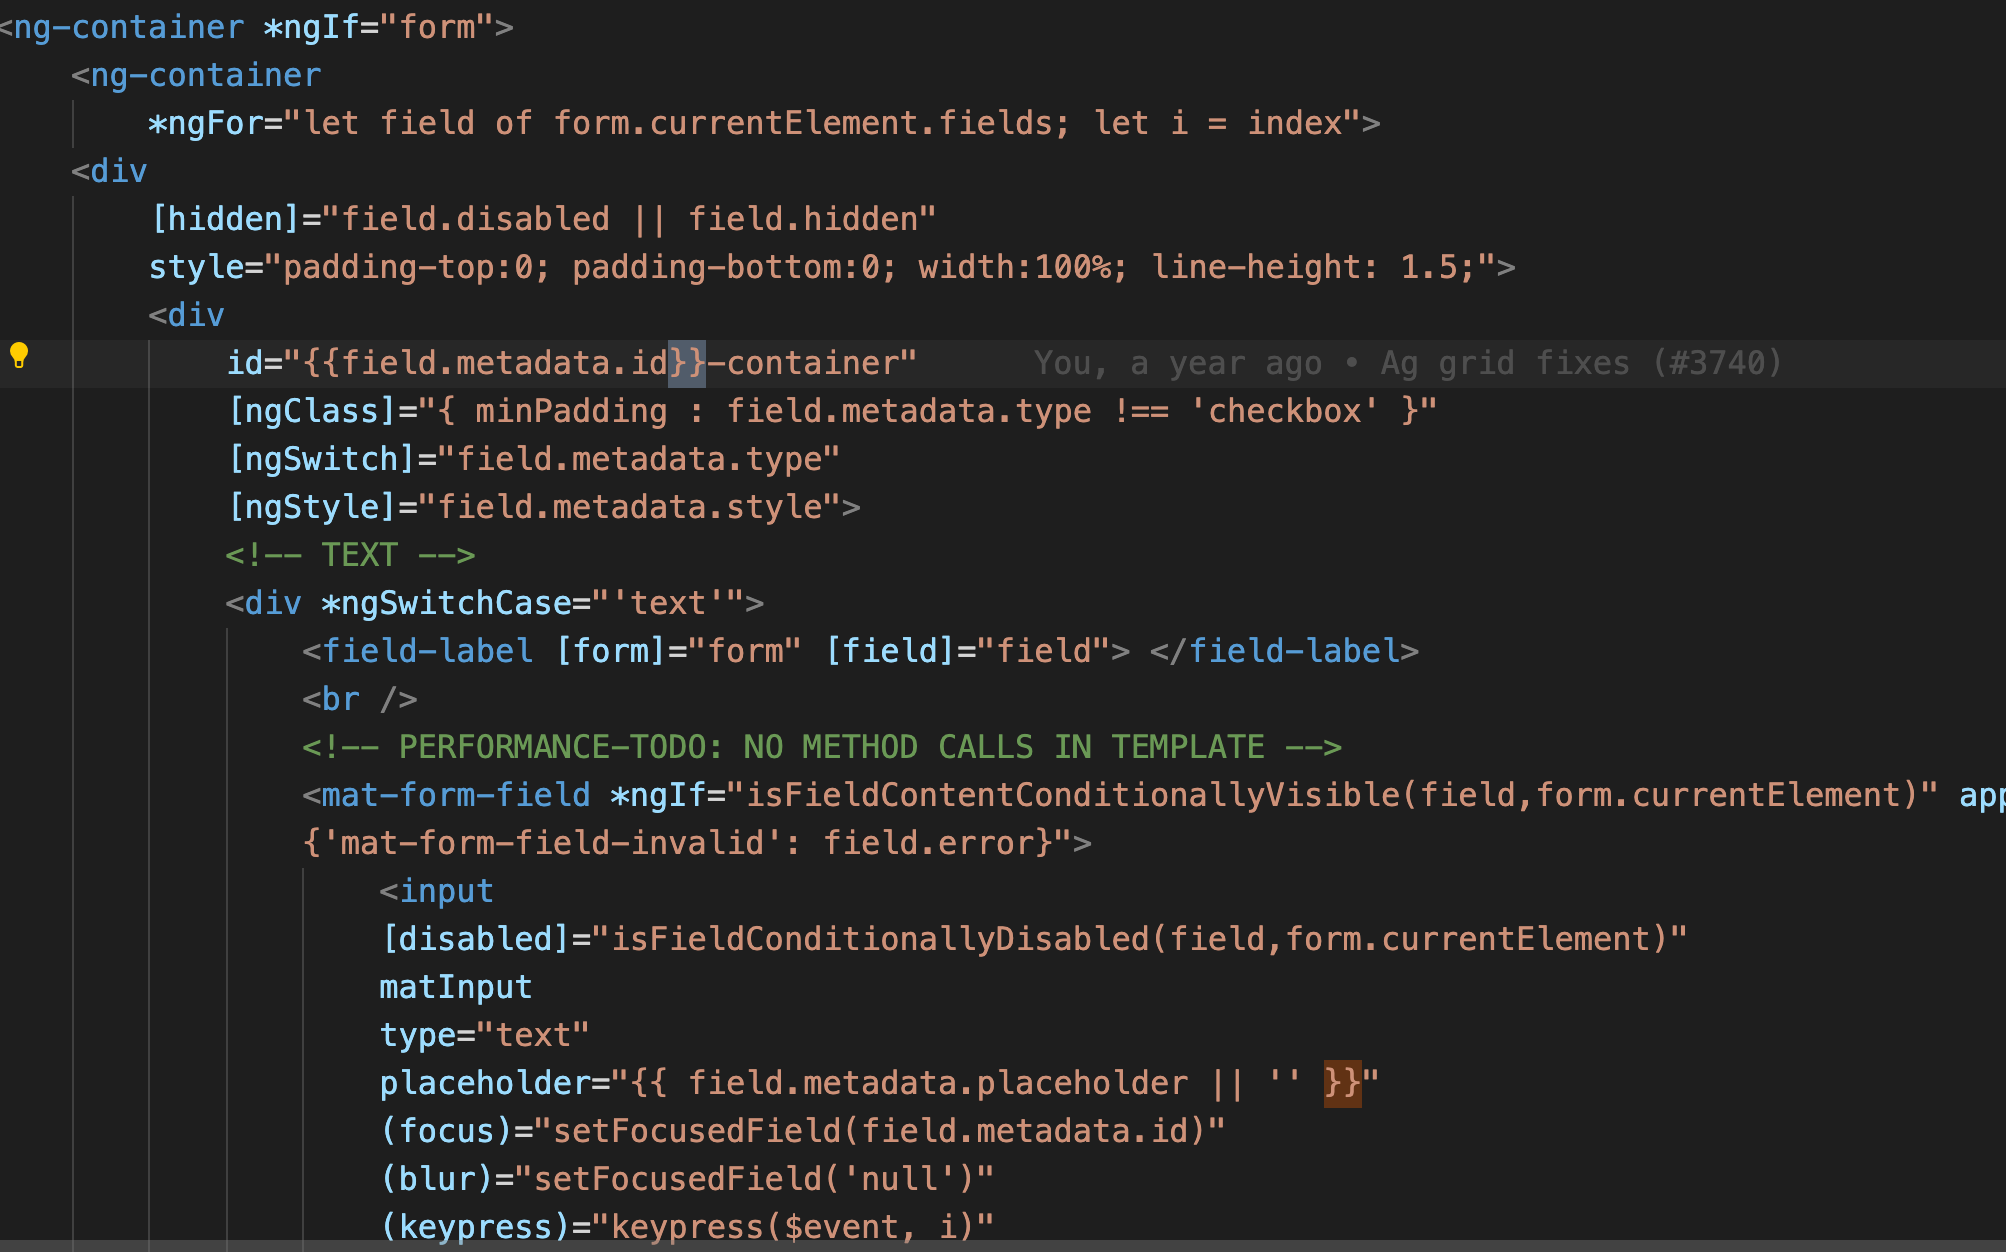 <ng-container *ngIf="form">
<ng-container
*ngFor="let field of form.currentElement.fields; let i = index">
<div
[hidden]="field.disabled || field.hidden"
style="padding-top:0; padding-bottom:0; width:100%; line-height: 1.5;">
<div
id="{{field.metadata.id}}-container" You, a year ago • Ag grid fixes (#3740)
[ngClass]="{ minPadding : field.metadata.type !== 'checkbox' }"
[ngSwitch]="field.metadata.type"
[ngStyle]="field.metadata.style">
<!-- TEXT -->
<div *ngSwitchCase="'text'">
<field-label [form]="form" [field]="field"> </field-label>
<br />
<!-- PERFORMANCE-TODO: NO METHOD CALLS IN TEMPLATE -->
<mat-form-field *ngIf="isFieldContentConditionallyVisible(field,form.currentElement)" app
{'mat-form-field-invalid': field.error}">
<input
[disabled]="isFieldConditionallyDisabled(field,form.currentElement)"
matInput
type="text"
placeholder="{{ field.metadata.placeholder || '' }}"
(focus)="setFocusedField(field.metadata.id)"
(blur)="setFocusedField('null')"
(keypress)="keypress($event, i)"